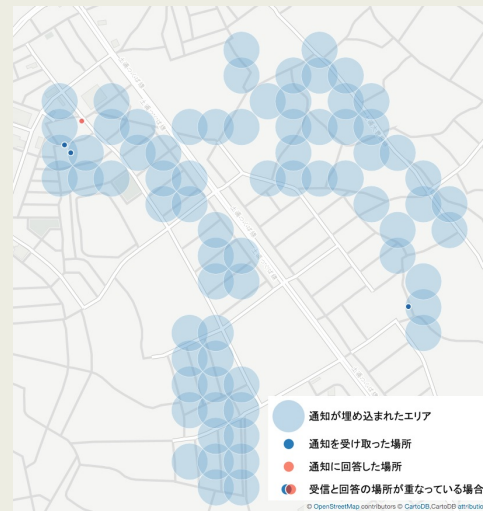 通知が埋め込まれたエリア
通知を受け取った場所
通知に回答した場所
受信と回答の場所が重なっている場合
© OpenStreetMap contributors © CartoDB,CartoDB attributio